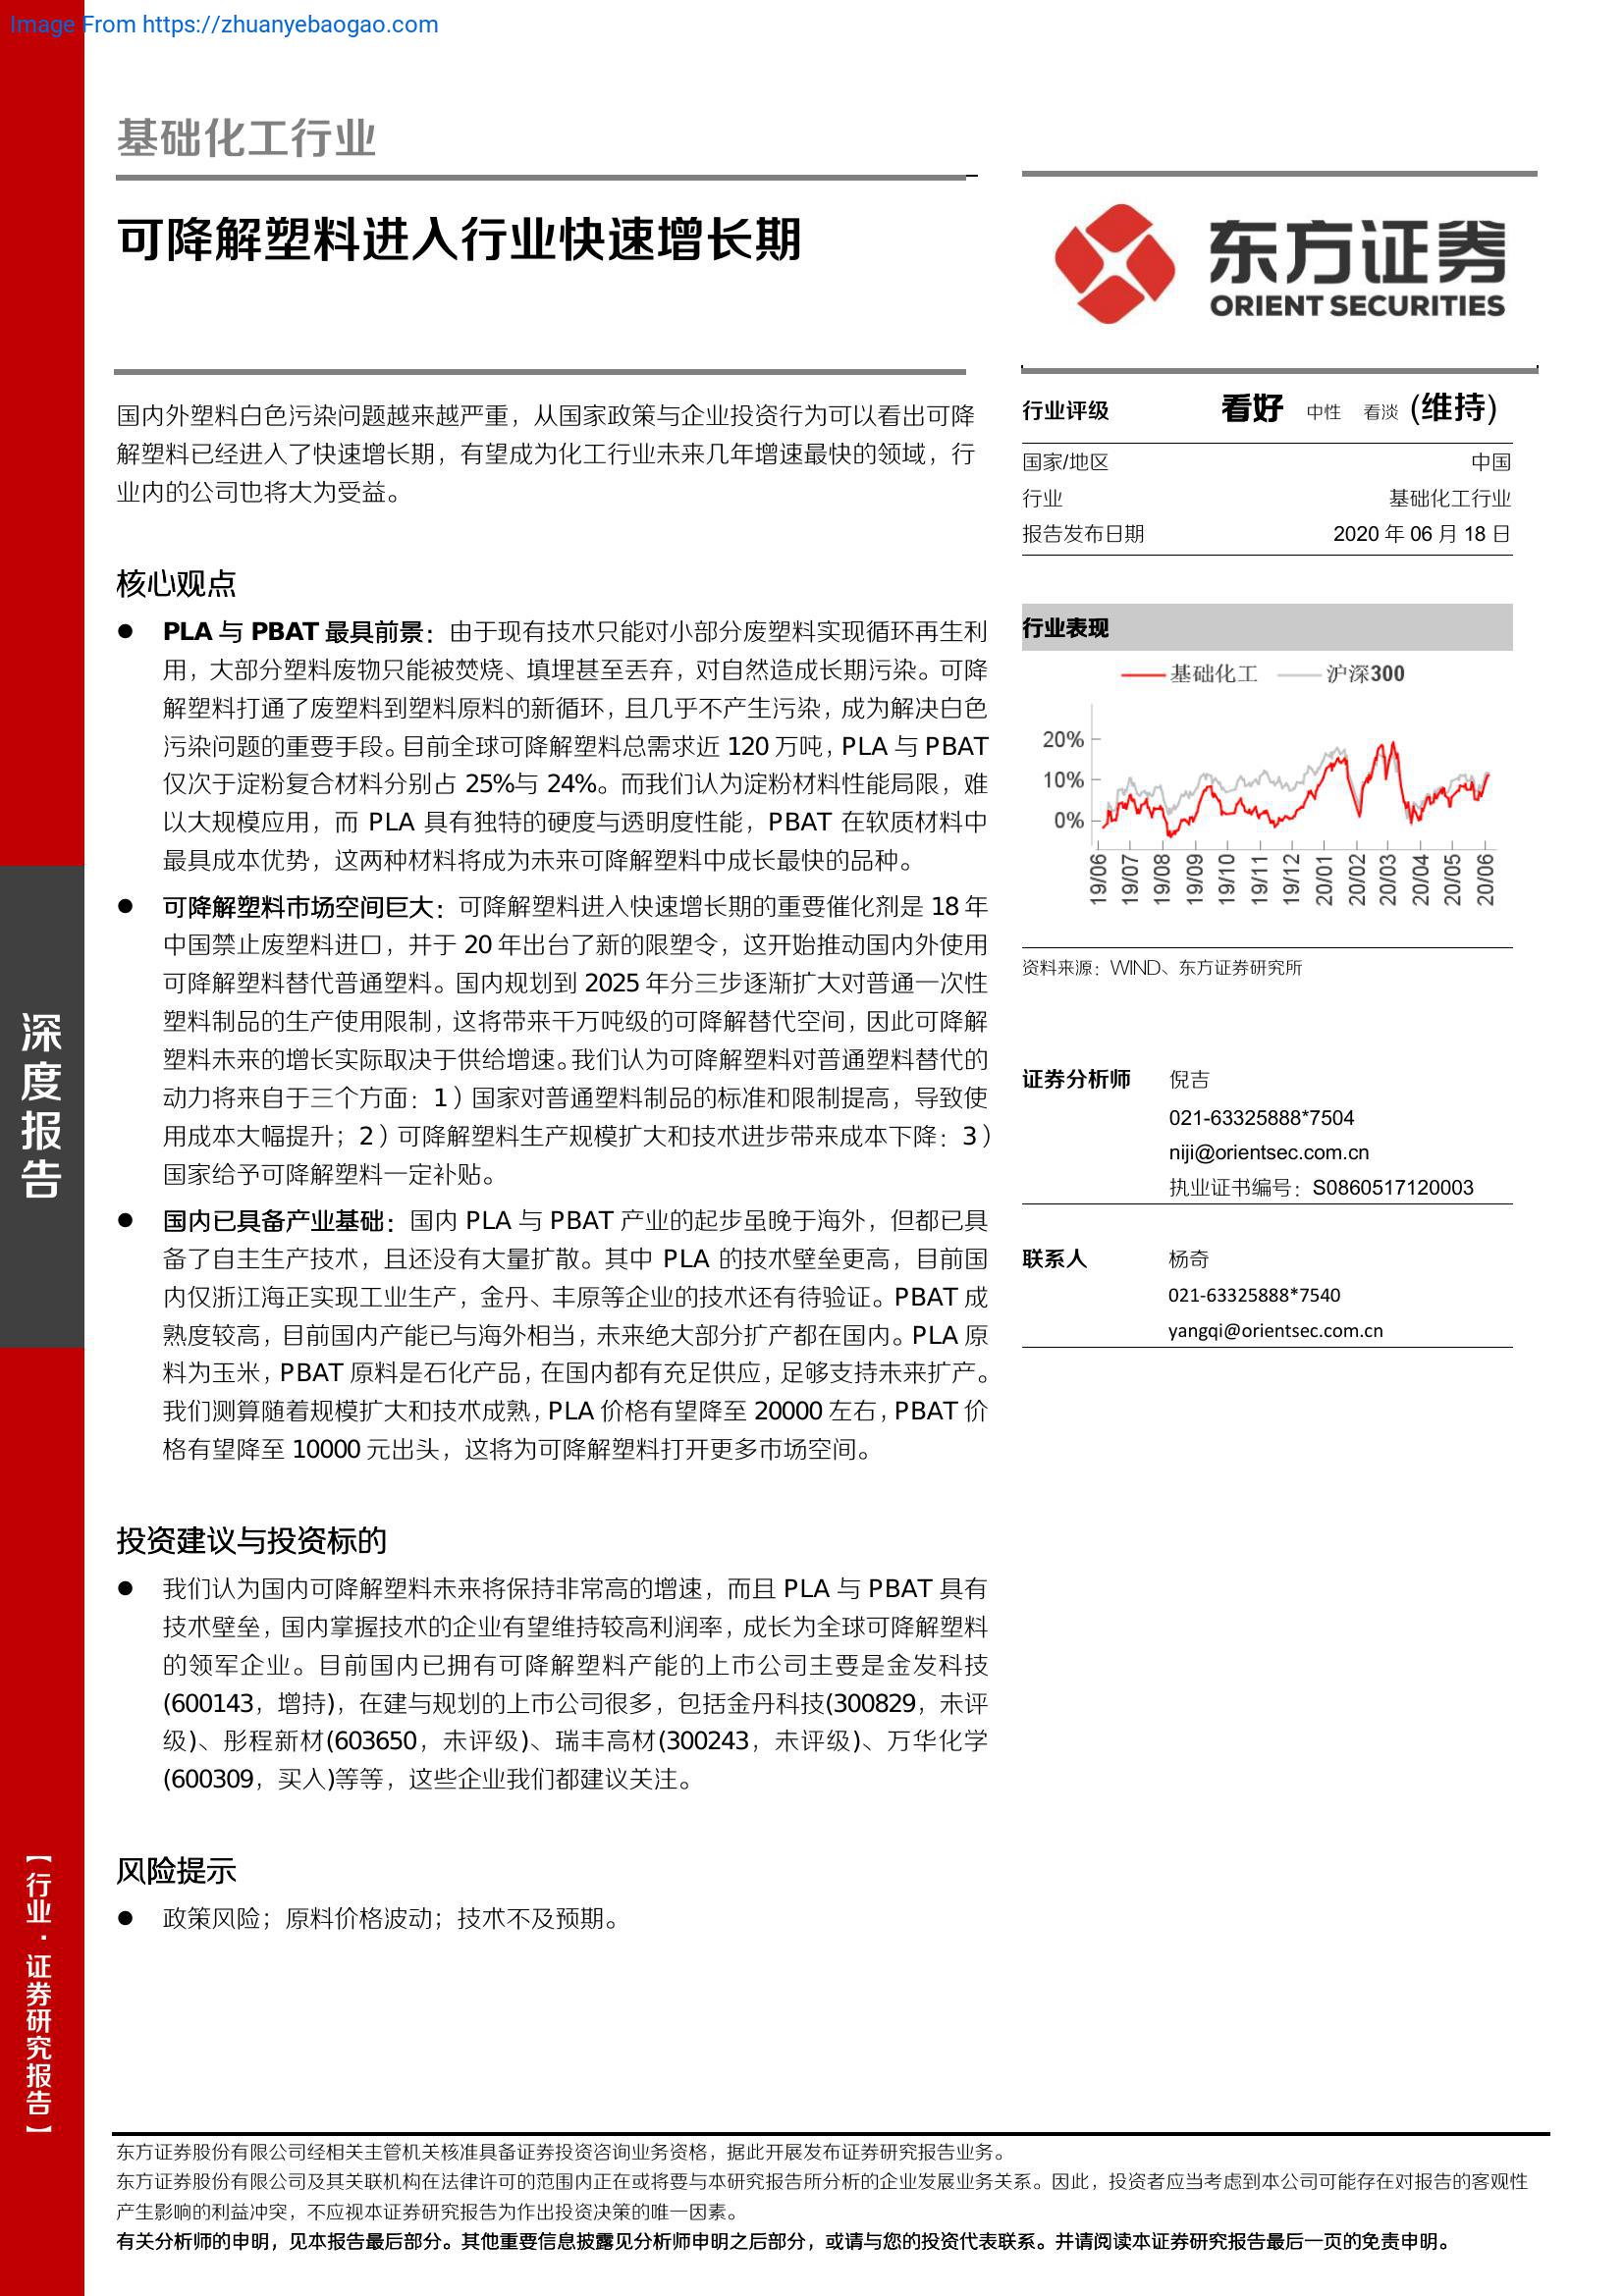 Image From https://zhuanyebaogao.com
基础化工行业
可降解塑料进入行业快速增长期
东方证券
ORIENT SECURITIES
国内外塑料白色污染问题越来越严重，从国家政策与企业投资行为可以看出可降
解塑料已经进入了快速增长期，有望成为化工行业未来几年增速最快的领域，行
业内的公司也将大为受益。
核心观点
● PLA 与 PBAT 最具前景：由于现有技术只能对小部分废塑料实现循环再生利
用，大部分塑料废物只能被焚烧、填埋甚至丢弃，对自然造成长期污染。可降
解塑料打通了废塑料到塑料原料的新循环，且几乎不产生污染，成为解决白色
污染问题的重要手段。目前全球可降解塑料总需求近 120 万吨，PLA 与 PBAT
仅次于淀粉复合材料分别占 25%与 24%。而我们认为淀粉材料性能局限，难
以大规模应用，而 PLA 具有独特的硬度与透明度性能，PBAT 在软质材料中
最具成本优势，这两种材料将成为未来可降解塑料中成长最快的品种。
● 可降解塑料市场空间巨大：可降解塑料进入快速增长期的重要催化剂是 18 年
中国禁止废塑料进口，并于 20 年出台了新的限塑令，这开始推动国内外使用
可降解塑料替代普通塑料。国内规划到 2025 年分三步逐渐扩大对普通一次性
塑料制品的生产使用限制，这将带来千万吨级的可降解替代空间，因此可降解
塑料未来的增长实际取决于供给增速。我们认为可降解塑料对普通塑料替代的
动力将来自于三个方面：1）国家对普通塑料制品的标准和限制提高，导致使
用成本大幅提升；2）可降解塑料生产规模扩大和技术进步带来成本下降：3）
国家给予可降解塑料一定补贴。
● 国内已具备产业基础：国内 PLA 与 PBAT 产业的起步虽晚于海外，但都已具
备了自主生产技术，且还没有大量扩散。其中 PLA 的技术壁垒更高，目前国
内仅浙江海正实现工业生产，金丹、丰原等企业的技术还有待验证。PBAT 成
熟度较高，目前国内产能已与海外相当，未来绝大部分扩产都在国内。PLA 原
料为玉米，PBAT 原料是石化产品，在国内都有充足供应，足够支持未来扩产。
我们测算随着规模扩大和技术成熟，PLA 价格有望降至 20000 左右，PBAT 价
格有望降至 10000 元出头，这将为可降解塑料打开更多市场空间。
投资建议与投资标的
● 我们认为国内可降解塑料未来将保持非常高的增速，而且 PLA 与 PBAT 具有
技术壁垒，国内掌握技术的企业有望维持较高利润率，成长为全球可降解塑料
的领军企业。目前国内已拥有可降解塑料产能的上市公司主要是金发科技
(600143，增持)，在建与规划的上市公司很多，包括金丹科技(300829，未评
级)、彤程新材(603650，未评级)、瑞丰高材(300243，未评级)、万华化学
(600309，买入)等等，这些企业我们都建议关注。
风险提示
● 政策风险；原料价格波动；技术不及预期。
行业评级 看好 中性 看淡 (维持)
国家/地区 中国
行业 基础化工行业
报告发布日期 2020 年 06 月 18 日
行业表现
基础化工 沪深300
20%
10%
0%
19/06 19/07 19/08 19/09 19/10 19/11 19/12 20/01 20/02 20/03 20/04 20/05 20/06
资料来源：WIND、东方证券研究所
证券分析师 倪吉
021-63325888*7504
niji@orientsec.com.cn
执业证书编号：S0860517120003
联系人 杨奇
021-63325888*7540
yangqi@orientsec.com.cn
深度报告
【行业·证券研究报告】
东方证券股份有限公司经相关主管机关核准具备证券投资咨询业务资格，据此开展发布证券研究报告业务。
东方证券股份有限公司及其关联机构在法律许可的范围内正在或将要与本研究报告所分析的企业发展业务关系。因此，投资者应当考虑到本公司可能存在对报告的客观性
产生影响的利益冲突，不应视本证券研究报告为作出投资决策的唯一因素。
有关分析师的申明，见本报告最后部分。其他重要信息披露见分析师申明之后部分，或请与您的投资代表联系。并请阅读本证券研究报告最后一页的免责申明。